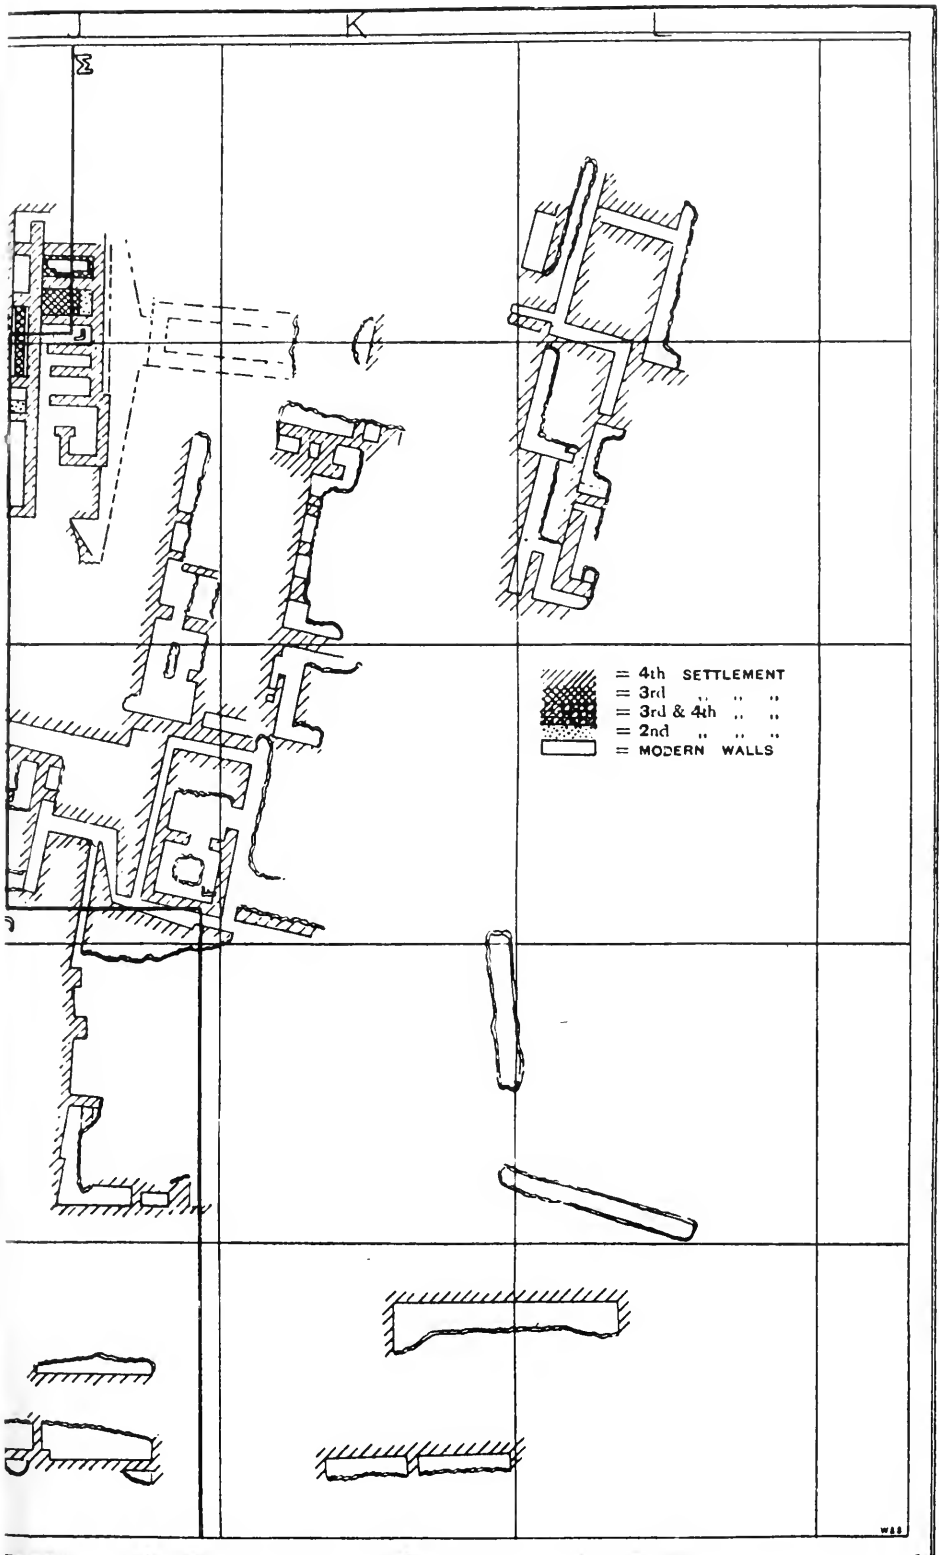 J K L
M
= 4th SETTLEMENT
= 3rd ,, ,, ,,
= 3rd & 4th ,, ,,
= 2nd ,, ,, ,,
= MODERN WALLS